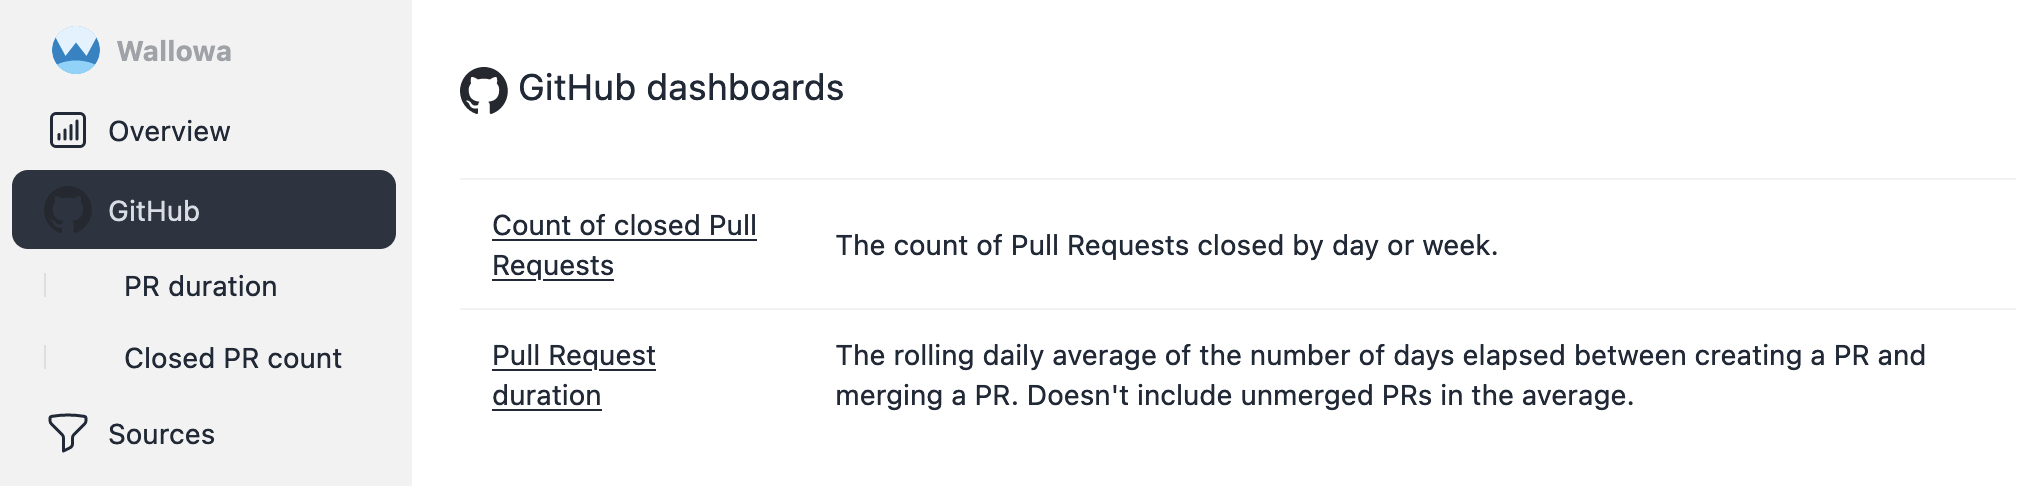 Wallowa
Overview
GitHub
PR duration
Closed PR count
Sources
GitHub dashboards
Count of closed Pull
Requests
The count of Pull Requests closed by day or week.
Pull Request
duration
The rolling daily average of the number of days elapsed between creating a PR and
merging a PR. Doesn't include unmerged PRs in the average.